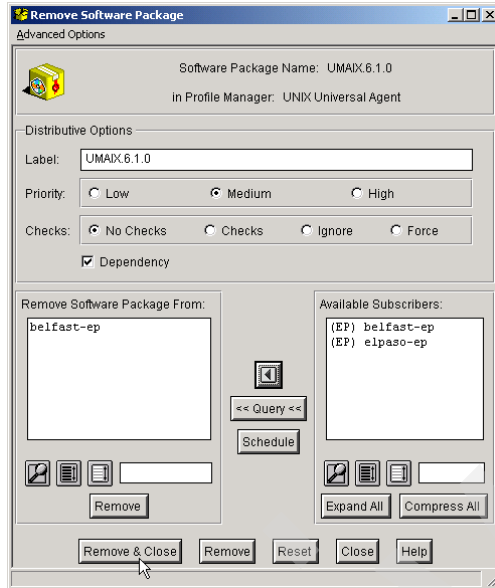 Remove Software Package
Advanced Options
Software Package Name: UMAIX.6.1.0
in Profile Manager: UNIX Universal Agent
Distributive Options
Label: UMAIX.6.1.0
Priority: Low Medium High
Checks: No Checks Checks Ignore Force
Dependency
Remove Software Package From:
belfast-ep
Remove
<< Query <<
Schedule
Available Subscribers:
(EP) belfast-ep
(EP) elpaso-ep
Expand All Compress All
Remove & Close Remove Reset Close Help